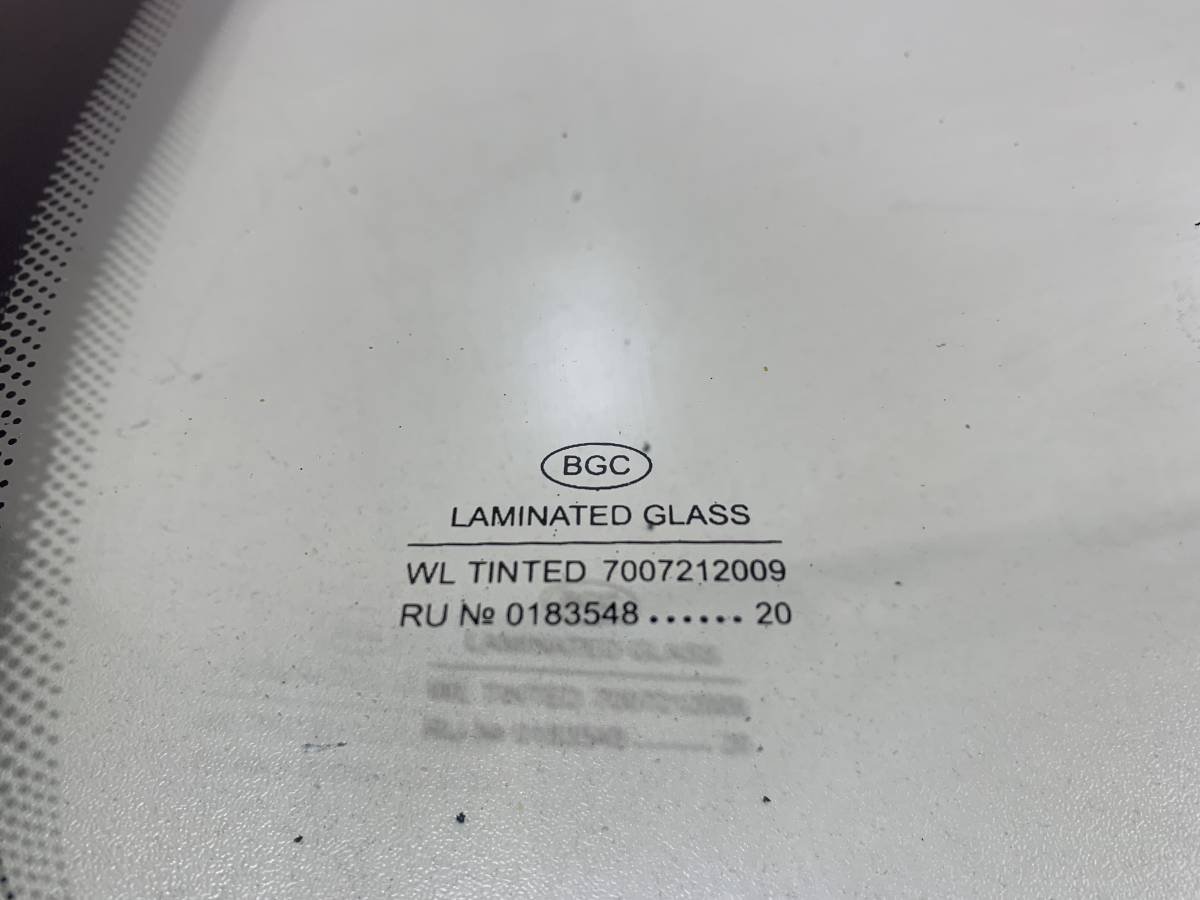 BGC
LAMINATED GLASS
WL TINTED 7007212009
RU № 0183548 ...... 20